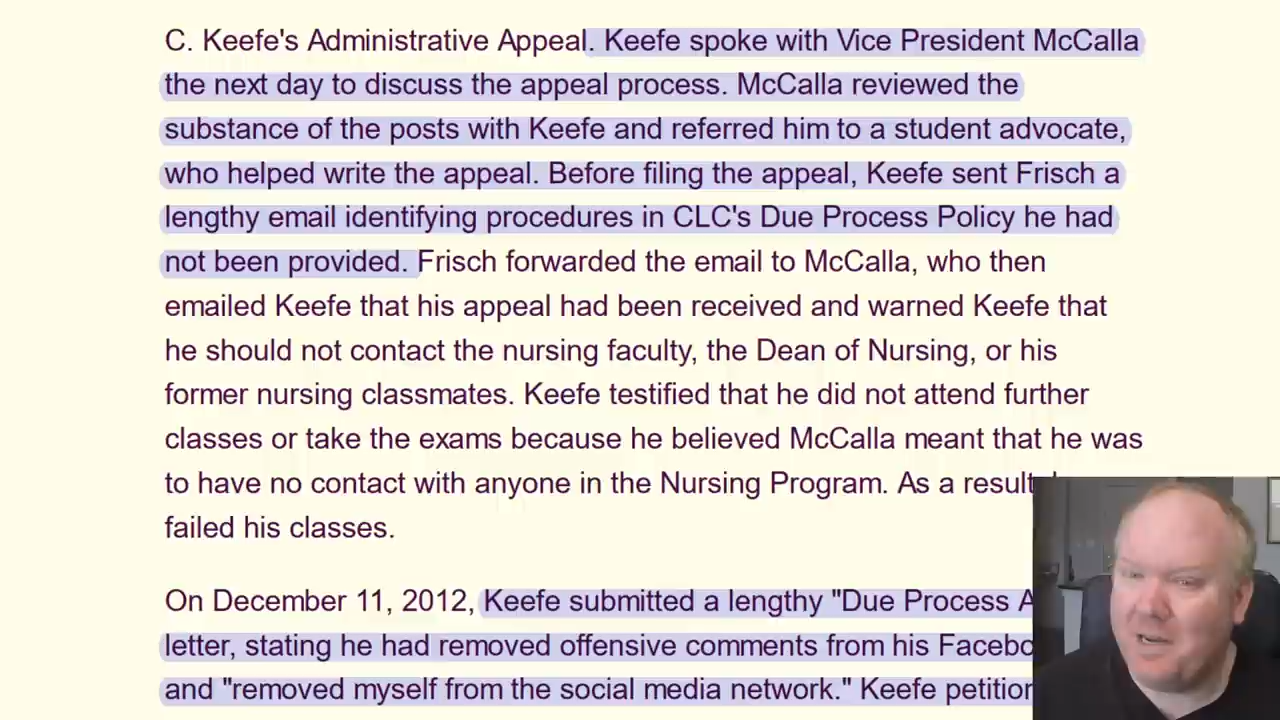 C. Keefe's Administrative Appeal. Keefe spoke with Vice President McCalla
the next day to discuss the appeal process. McCalla reviewed the
substance of the posts with Keefe and referred him to a student advocate,
who helped write the appeal. Before filing the appeal, Keefe sent Frisch a
lengthy email identifying procedures in CLC's Due Process Policy he had
not been provided. Frisch forwarded the email to McCalla, who then
emailed Keefe that his appeal had been received and warned Keefe that
he should not contact the nursing faculty, the Dean of Nursing, or his
former nursing classmates. Keefe testified that he did not attend further
classes or take the exams because he believed McCalla meant that he was
to have no contact with anyone in the Nursing Program. As a result
failed his classes.
On December 11, 2012, Keefe submitted a lengthy "Due Process
letter, stating he had removed offensive comments from his
and "removed myself from the social media network." Keefe